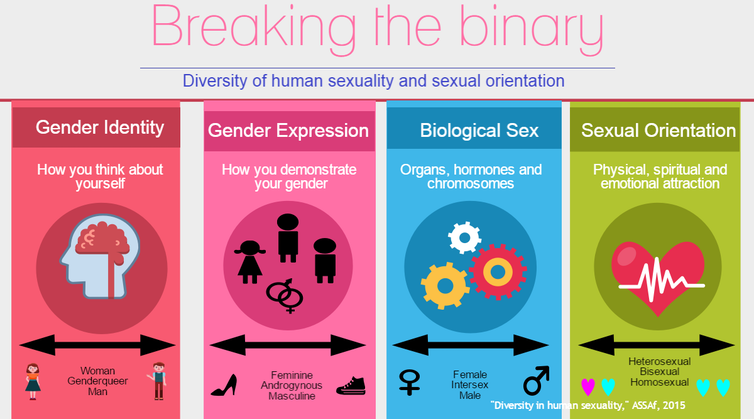 Breaking the binary
Diversity of human sexuality and sexual orientation
Gender Identity
How you think about
yourself
Woman
Genderqueer
Man
Gender Expression
How you demonstrate
your gender
Feminine
Androgynous
Masculine
Biological Sex
Organs, hormones and
chromosomes
Female
Intersex
Male
Sexual Orientation
Physical, spiritual and
emotional attraction
Heterosexual
Bisexual
Homosexual
"Diversity in human sexuality," ASSAf, 2015